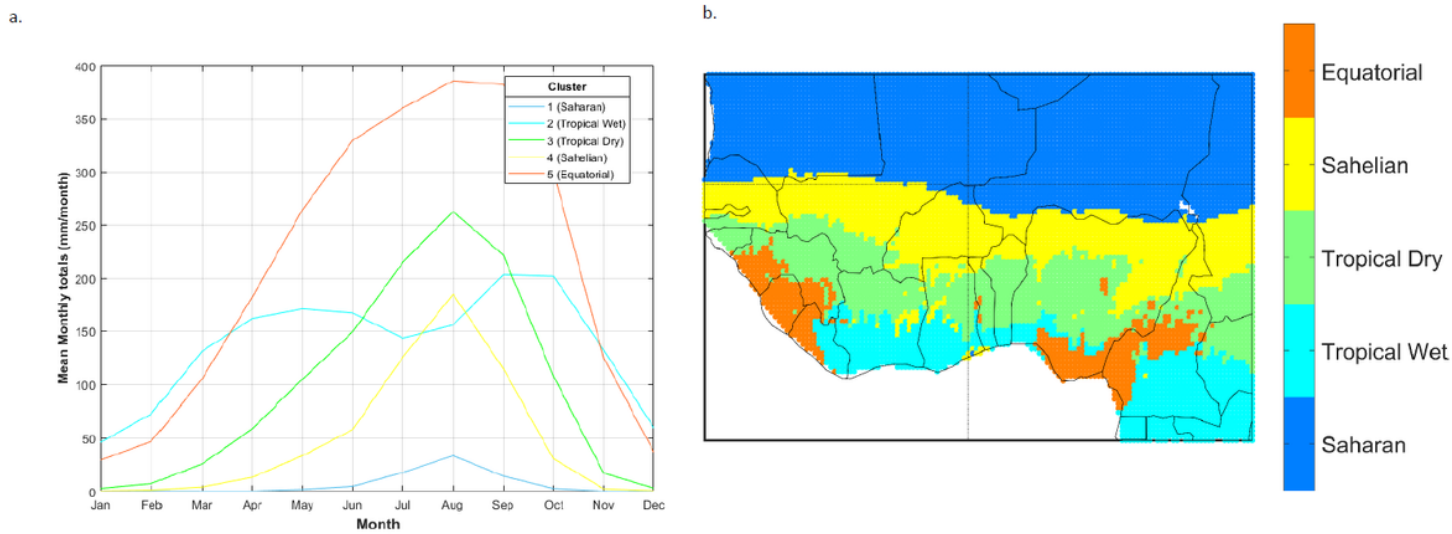 a.
Mean Monthly totals (mm/month)
400
350
300
250
200
150
100
50
0
Jan Feb Mar Apr May Jun Jul Aug Sep Oct Nov Dec
Month
Cluster
1 (Saharan)
2 (Tropical Wet)
3 (Tropical Dry)
4 (Sahelian)
5 (Equatorial)
b.
Equatorial
Sahelian
Tropical Dry
Tropical Wet
Saharan